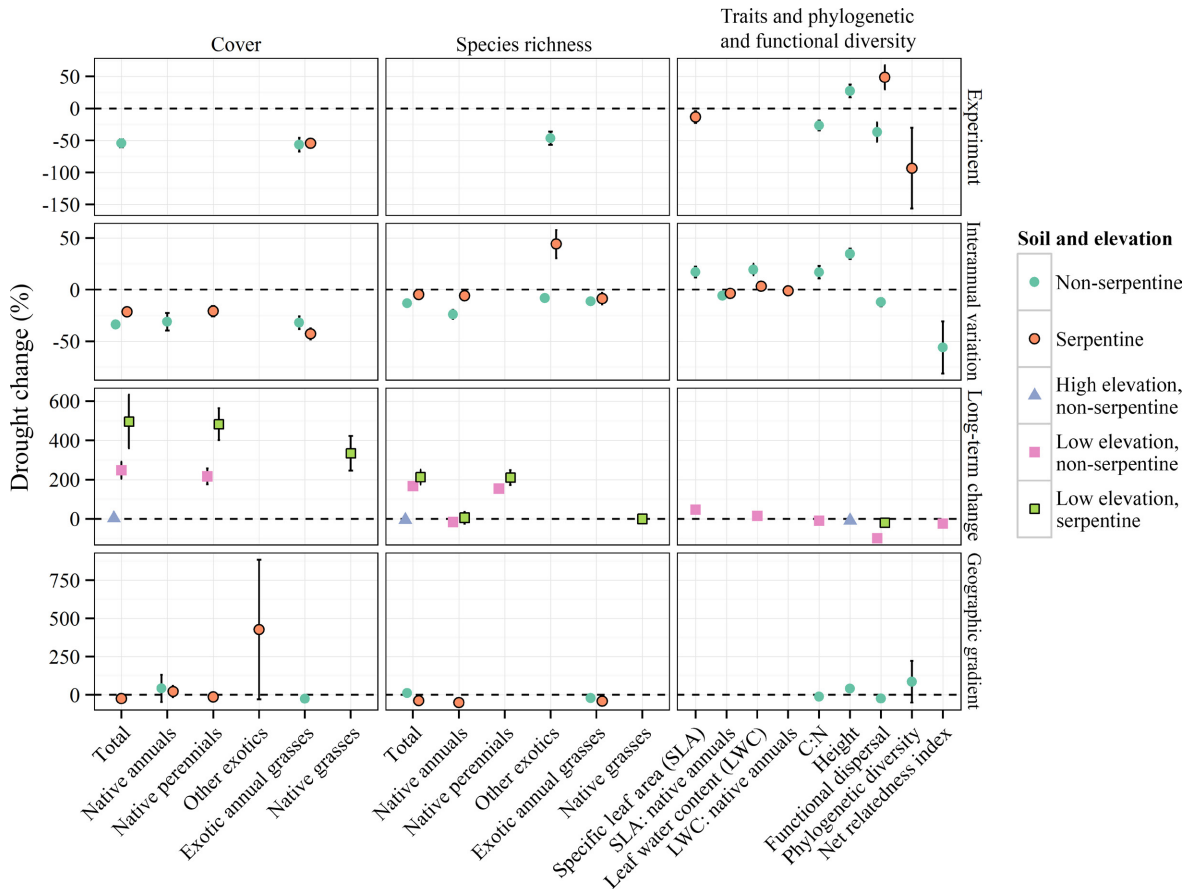 Cover
Species richness
Traits and phylogenetic
and functional diversity
Drought change (%)
50
0
-50
-100
-150
Experiment
50
0
-50
Interannual variation
600
400
200
0
Long-term change
750
500
250
0
Geographic gradient
Total
Native annuals
Native perennials
Other exotics
Exotic annual grasses
Native grasses
Total
Native annuals
Native perennials
Other exotics
Exotic annual grasses
Native grasses
Specific leaf area (SLA)
SLA: native annuals
Leaf water content (LWC)
LWC: native annuals
C:N
Height
Functional dispersal
Phylogenetic diversity
Net relatedness index
Soil and elevation
Non-serpentine
Serpentine
High elevation,
non-serpentine
Low elevation,
non-serpentine
Low elevation,
serpentine